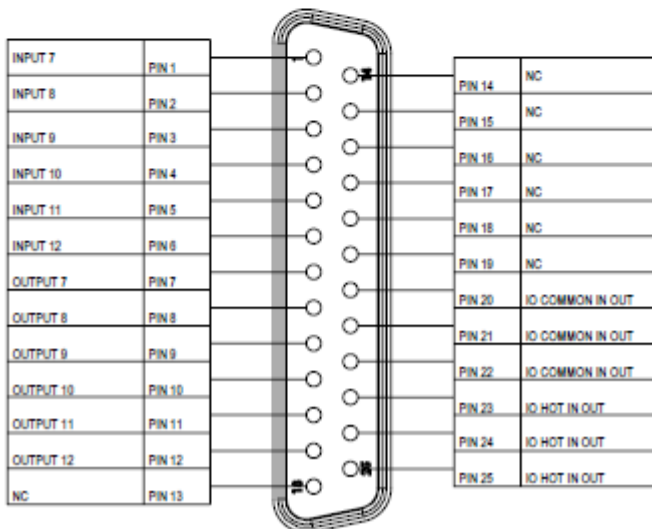 INPUT 7 PIN 1
INPUT 8 PIN 2
INPUT 9 PIN 3
INPUT 10 PIN 4
INPUT 11 PIN 5
INPUT 12 PIN 6
OUTPUT 7 PIN 7
OUTPUT 8 PIN 8
OUTPUT 9 PIN 9
OUTPUT 10 PIN 10
OUTPUT 11 PIN 11
OUTPUT 12 PIN 12
NC PIN 13
1
14
13
25
PIN 14 NC
PIN 15 NC
PIN 16 NC
PIN 17 NC
PIN 18 NC
PIN 19 NC
PIN 20 IO COMMON IN OUT
PIN 21 IO COMMON IN OUT
PIN 22 IO COMMON IN OUT
PIN 23 IO HOT IN OUT
PIN 24 IO HOT IN OUT
PIN 25 IO HOT IN OUT